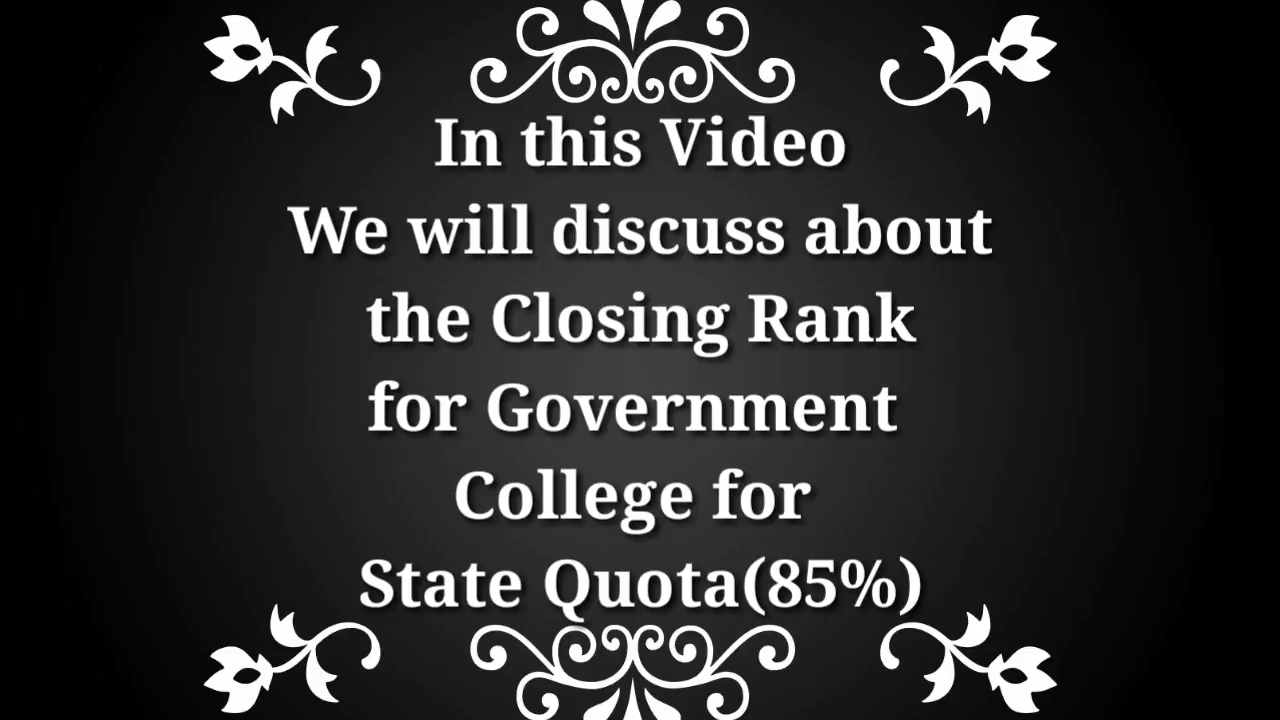 In this Video
We will discuss about
the Closing Rank
for Government
College for
State Quota(85%)